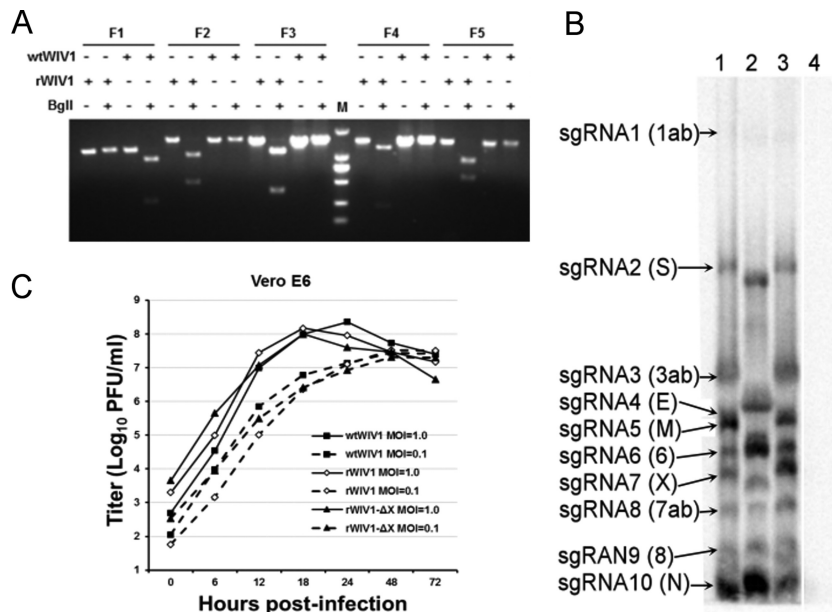 A
F1 F2 F3 F4 F5
wtWIV1 - - + + - - + + - - + + - - + + - - + +
rWIV1 + + - - + + - - + + - - + + - - + + - -
BglI - + - + - + - + - + - + M - + - + - + - +
B
1 2 3 4
sgRNA1 (1ab)
sgRNA2 (S)
sgRNA3 (3ab)
sgRNA4 (E)
sgRNA5 (M)
sgRNA6 (6)
sgRNA7 (X)
sgRNA8 (7ab)
sgRAN9 (8)
sgRNA10 (N)
C
Vero E6
Titer (Log10 PFU/ml)
9
8
7
6
5
4
3
2
1
wtWIV1 MOI=1.0
wtWIV1 MOI=0.1
rWIV1 MOI=1.0
rWIV1 MOI=0.1
rWIV1-ΔX MOI=1.0
rWIV1-ΔX MOI=0.1
0 6 12 18 24 48 72
Hours post-infection